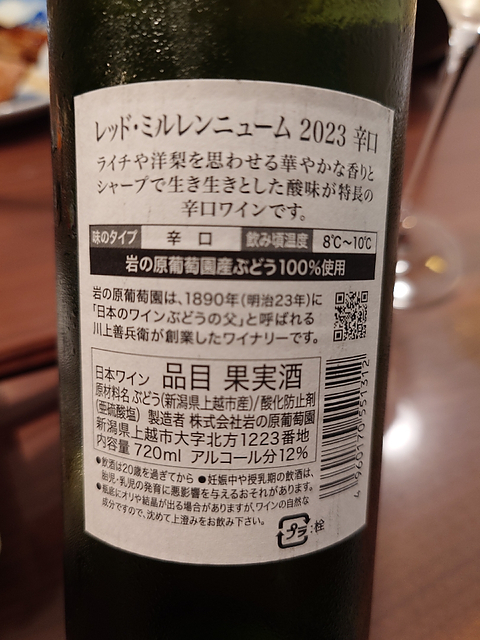 レッド・ミルレンニューム 2023 辛口
ライチや洋梨を思わせる華やかな香りと
シャープで生き生きとした酸味が特長の
辛口ワインです。
味のタイプ 辛口 飲み頃温度 8℃～10℃
岩の原葡萄園産ぶどう100%使用
岩の原葡萄園は、1890年(明治23年)に
「日本のワインぶどうの父」と呼ばれる
川上善兵衛が創業したワイナリーです。
日本ワイン 品目 果実酒
原材料名 ぶどう(新潟県上越市産)/酸化防止剤
(亜硫酸塩) 製造者 株式会社岩の原葡萄園
新潟県上越市大字北方1223番地
内容量 720ml アルコール分12%
●飲酒は20歳を過ぎてから ●妊娠中や授乳期の飲酒は、
胎児・乳児の発育に悪影響を与えるおそれがあります。
●瓶底にオリや結晶が出る場合がありますが、ワインの自然な
成分ですので、沈めて上澄みをお飲み下さい。
プラ :栓
4 960170 551312